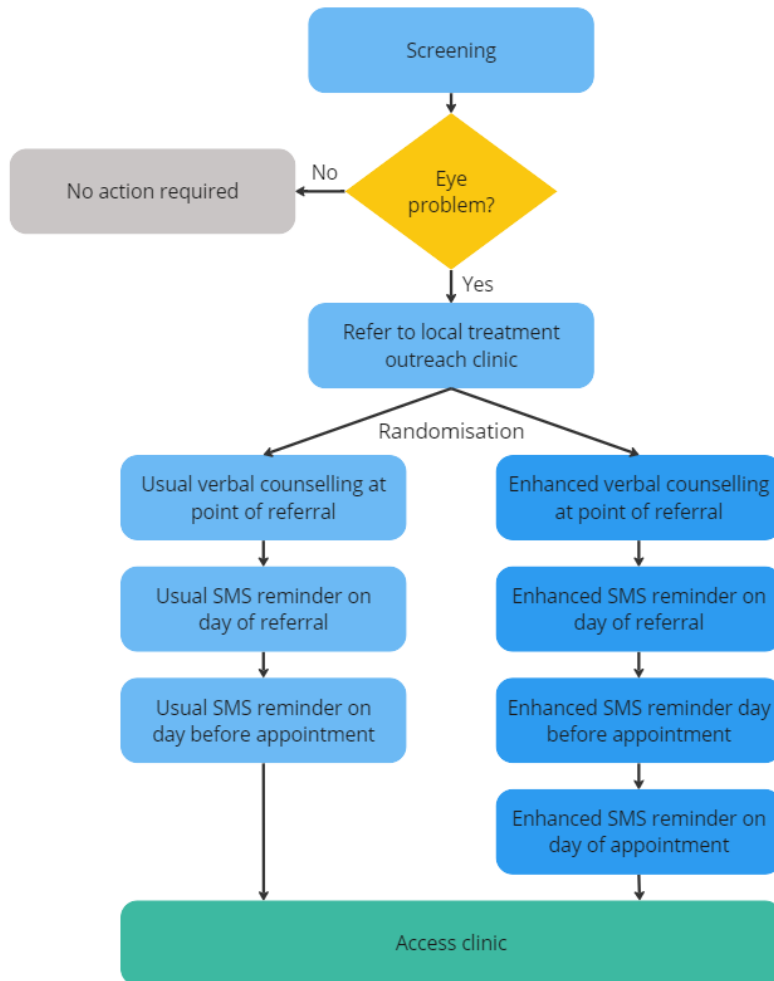 Screening
Eye
problem?
No
No action required
Yes
Refer to local treatment
outreach clinic
Randomisation
Usual verbal counselling at
point of referral
Enhanced verbal counselling
at point of referral
Usual SMS reminder on
day of referral
Enhanced SMS reminder on
day of referral
Usual SMS reminder on
day before appointment
Enhanced SMS reminder day
before appointment
Enhanced SMS reminder on
day of appointment
Access clinic